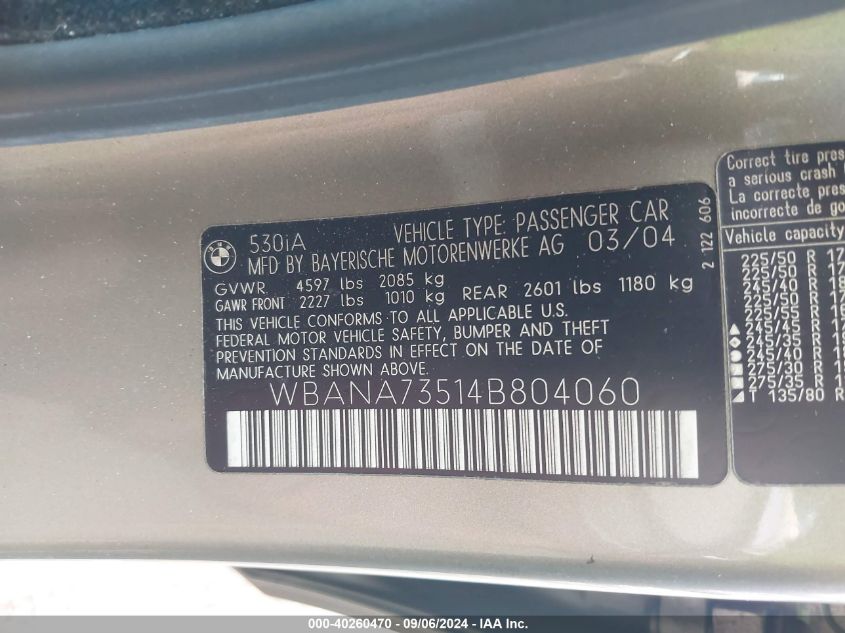 BMW
530iA VEHICLE TYPE: PASSENGER CAR
MFD BY BAYERISCHE MOTORENWERKE AG 03/04
GVWR. 4597 lbs 2085 kg
GAWR FRONT 2227 lbs 1010 kg REAR 2601 lbs 1180 kg
THIS VEHICLE CONFORMS TO ALL APPLICABLE U.S.
FEDERAL MOTOR VEHICLE SAFETY, BUMPER AND THEFT
PREVENTION STANDARDS IN EFFECT ON THE DATE OF
MANUFACTURE SHOWN ABOVE.
WBANA73514B804060
2 122 606
Correct tire
a serious crash
La correcte
incorrecte de
Vehicle capacity
225/50 R
225/50 R
245/40 R
225/50 R
225/55 R
245/45 R
245/35 R
245/40 R
275/30 R
275/35 R
T 135/80 R
000-40260470 - 09/06/2024 - IAA Inc.